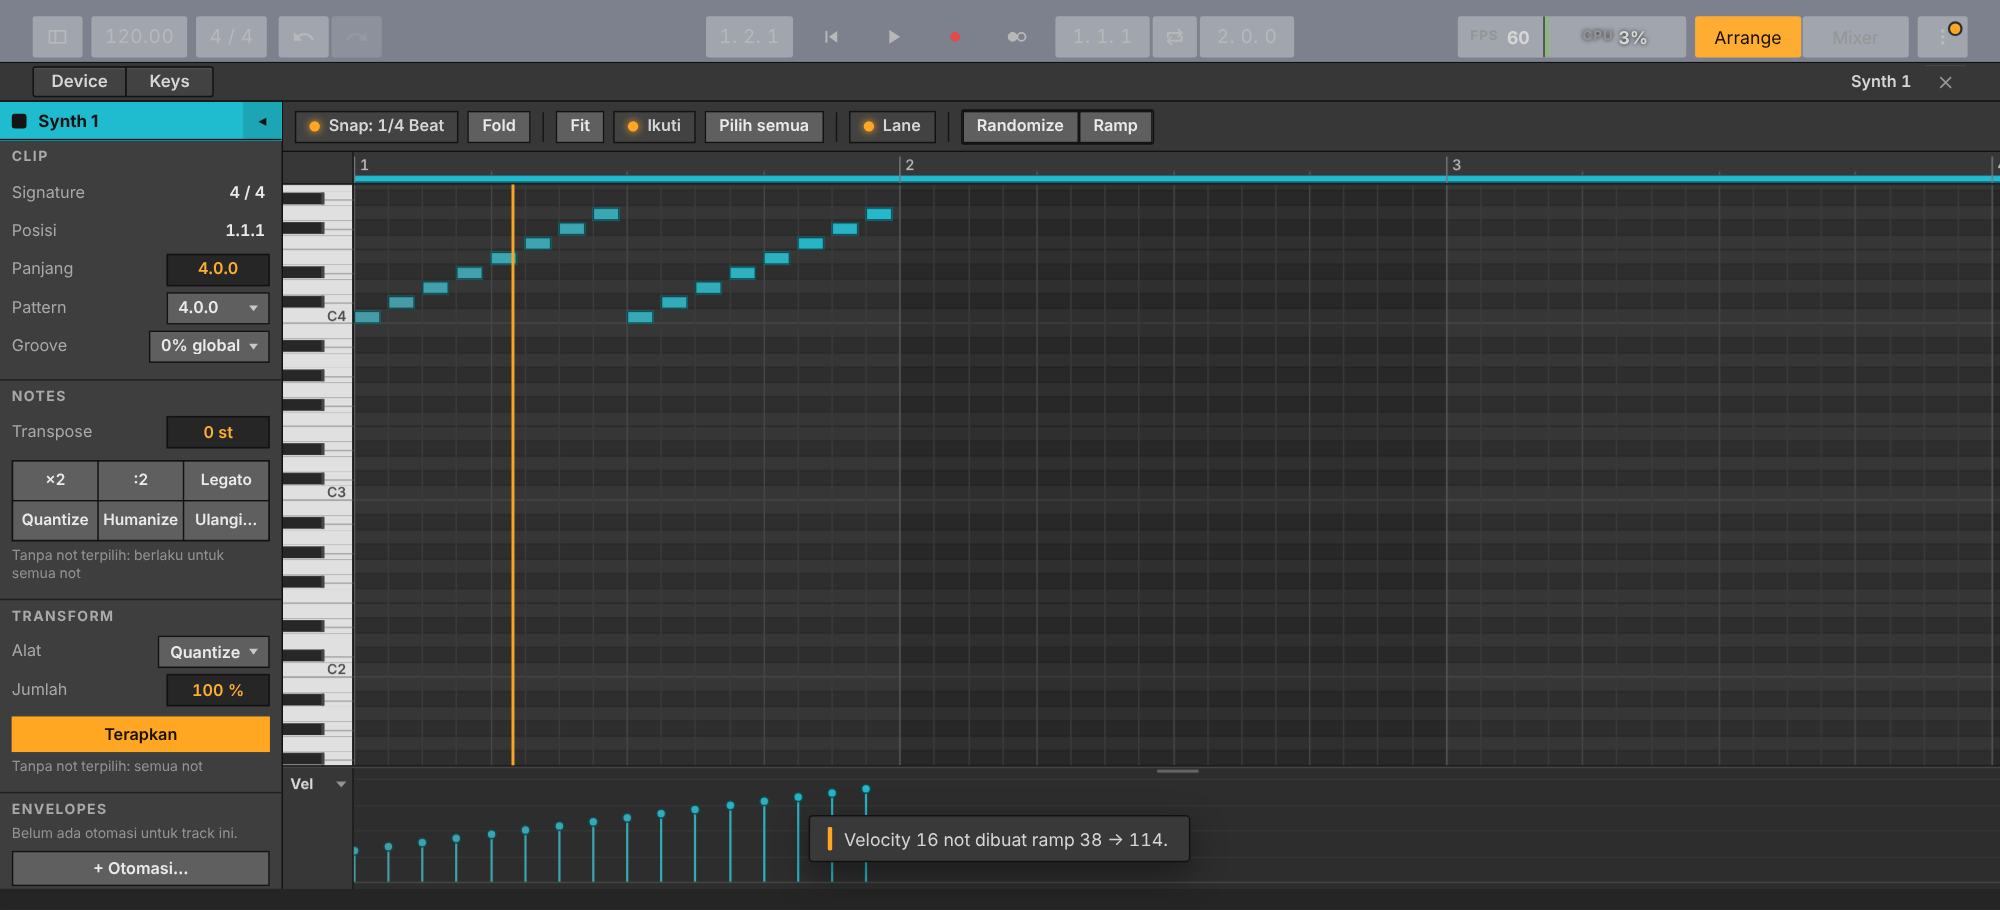 120.00
4 / 4
1. 2. 1
1. 1. 1
2. 0. 0
FPS 60
CPU 3%
Arrange
Mixer
Device
Keys
Synth 1
Synth 1
Snap: 1/4 Beat
Fold
Fit
Ikuti
Pilih semua
Lane
Randomize
Ramp
CLIP
Signature
4 / 4
Posisi
1.1.1
Panjang
4.0.0
Pattern
4.0.0
Groove
0% global
NOTES
Transpose
0 st
×2
:2
Legato
Quantize
Humanize
Ulangi...
Tanpa not terpilih: berlaku untuk
semua not
TRANSFORM
Alat
Quantize
Jumlah
100 %
Terapkan
Tanpa not terpilih: semua not
ENVELOPES
Belum ada otomasi untuk track ini.
+ Otomasi...
1
2
3
4
C4
C3
C2
Vel
Velocity 16 not dibuat ramp 38 → 114.